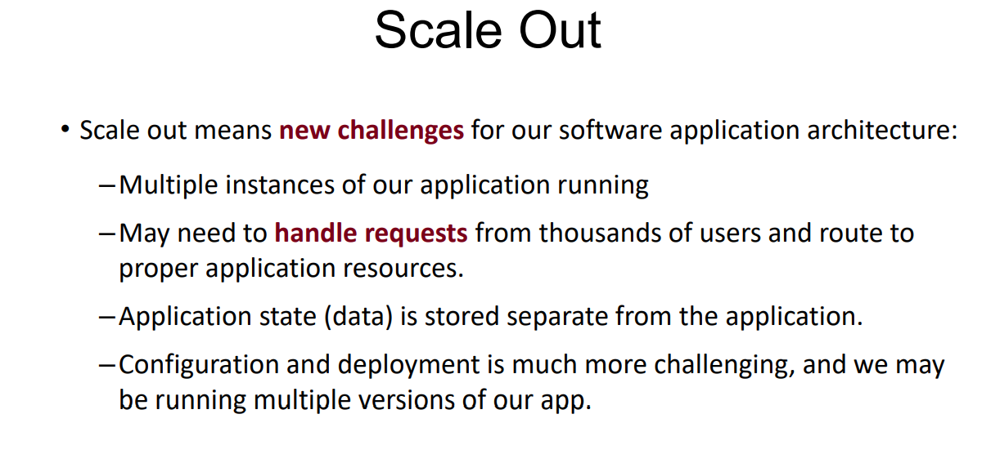 Scale Out
• Scale out means new challenges for our software application architecture:
–Multiple instances of our application running
–May need to handle requests from thousands of users and route to
proper application resources.
–Application state (data) is stored separate from the application.
–Configuration and deployment is much more challenging, and we may
be running multiple versions of our app.